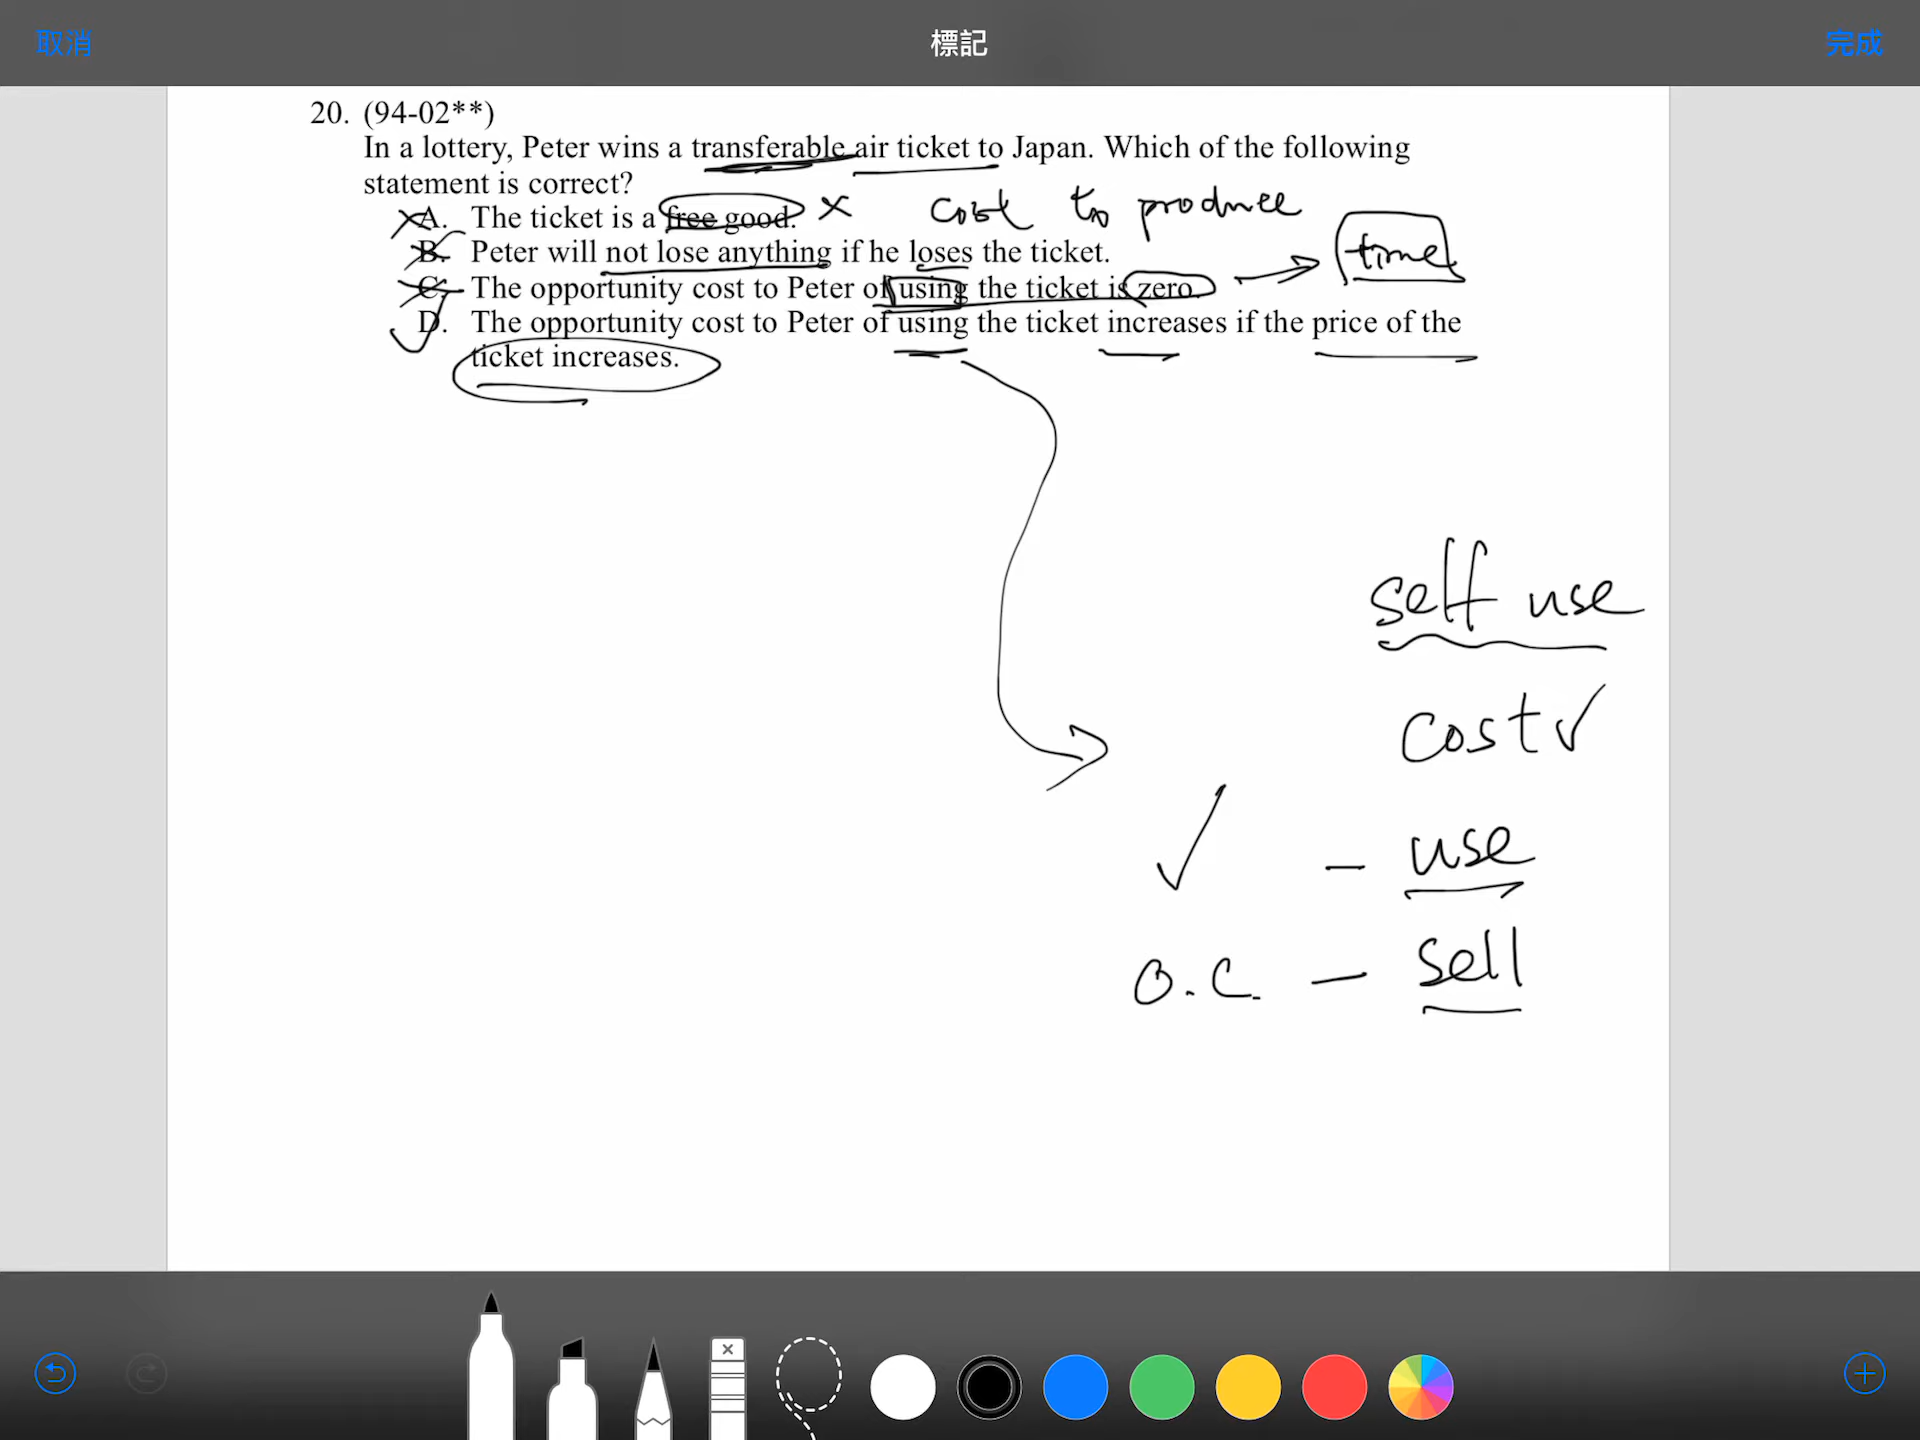 取消
標記
完成
20. (94-02**)
In a lottery, Peter wins a transferable air ticket to Japan. Which of the following
statement is correct?
A. The ticket is a free good. x cost to produce
B. Peter will not lose anything if he loses the ticket.
time
C. The opportunity cost to Peter of using the ticket is zero.
D. The opportunity cost to Peter of using the ticket increases if the price of the
ticket increases.
self use
cost ✓
✓ - use
O.C. - sell